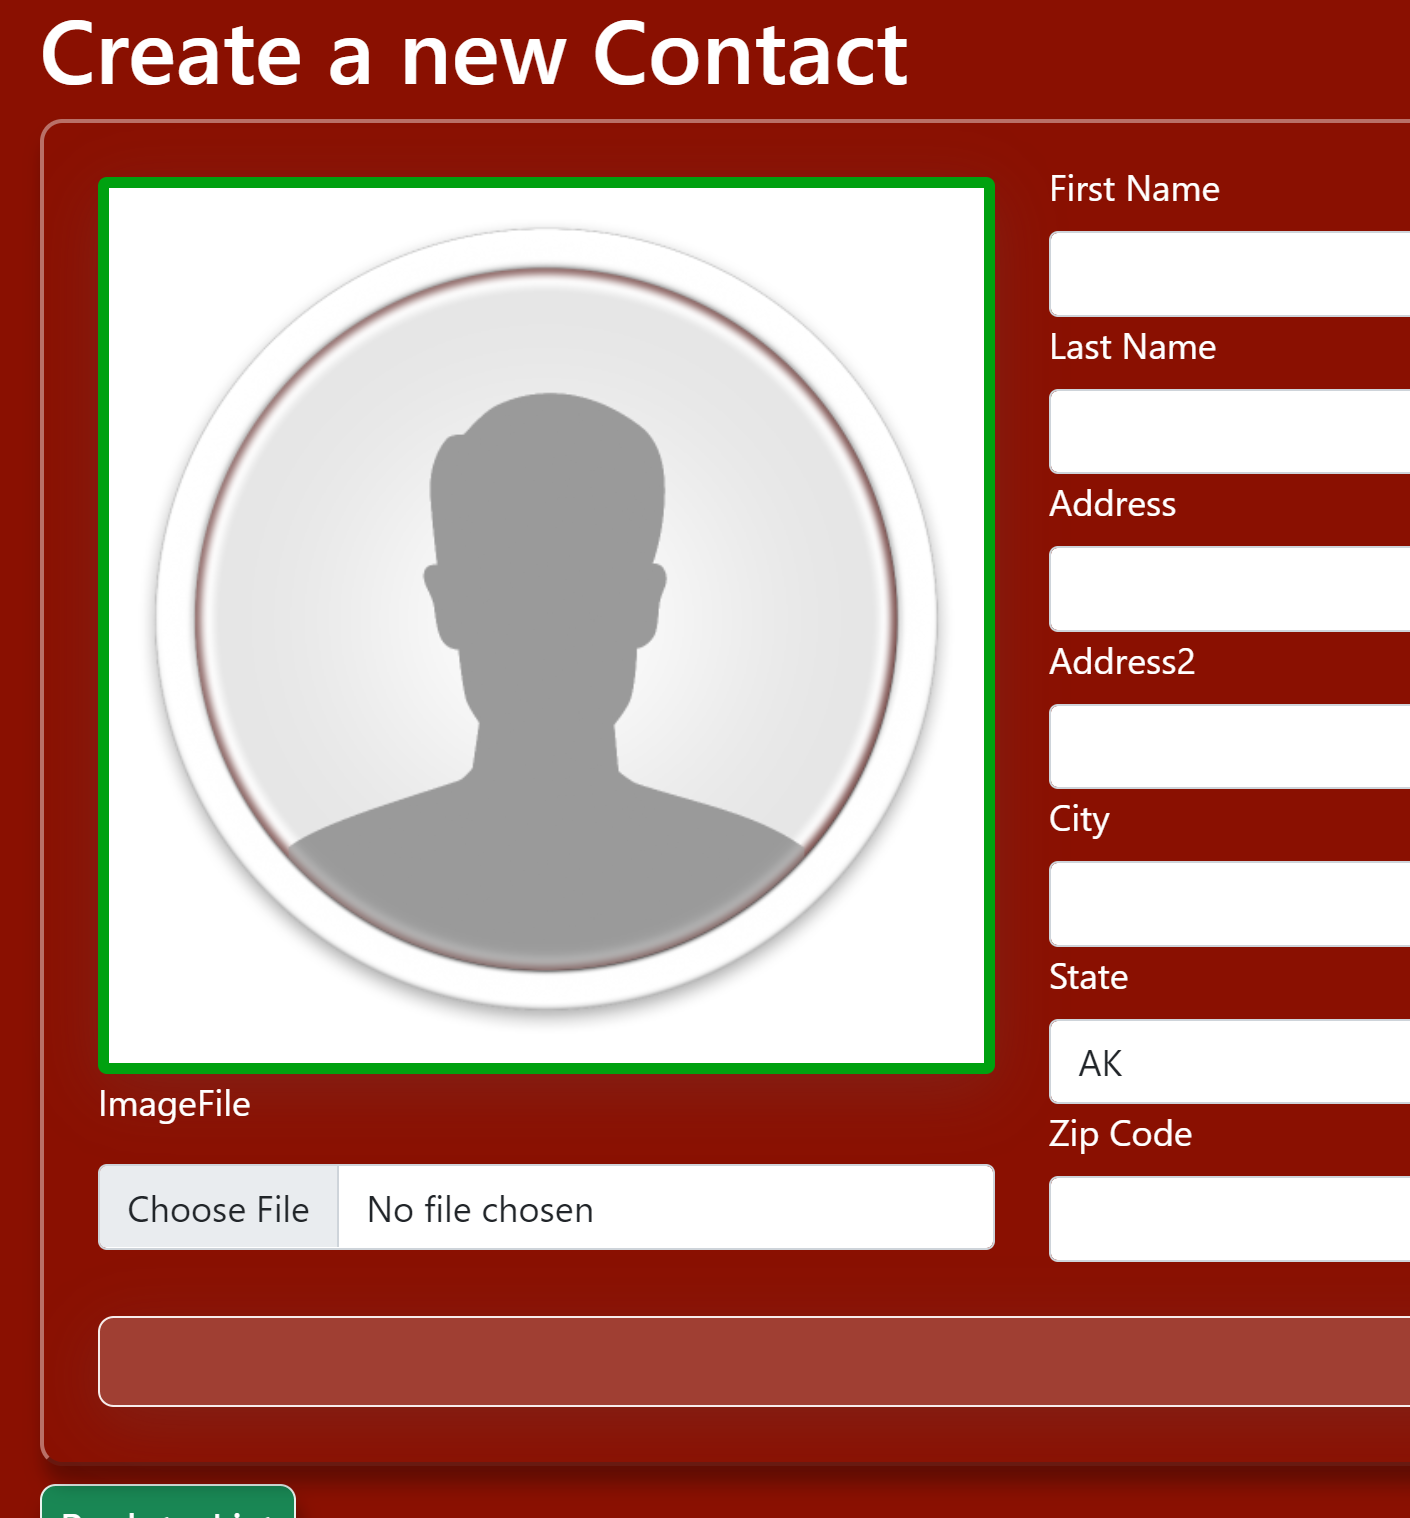 Create a new Contact
First Name
Last Name
Address
Address2
City
State
AK
Zip Code
ImageFile
Choose File No file chosen